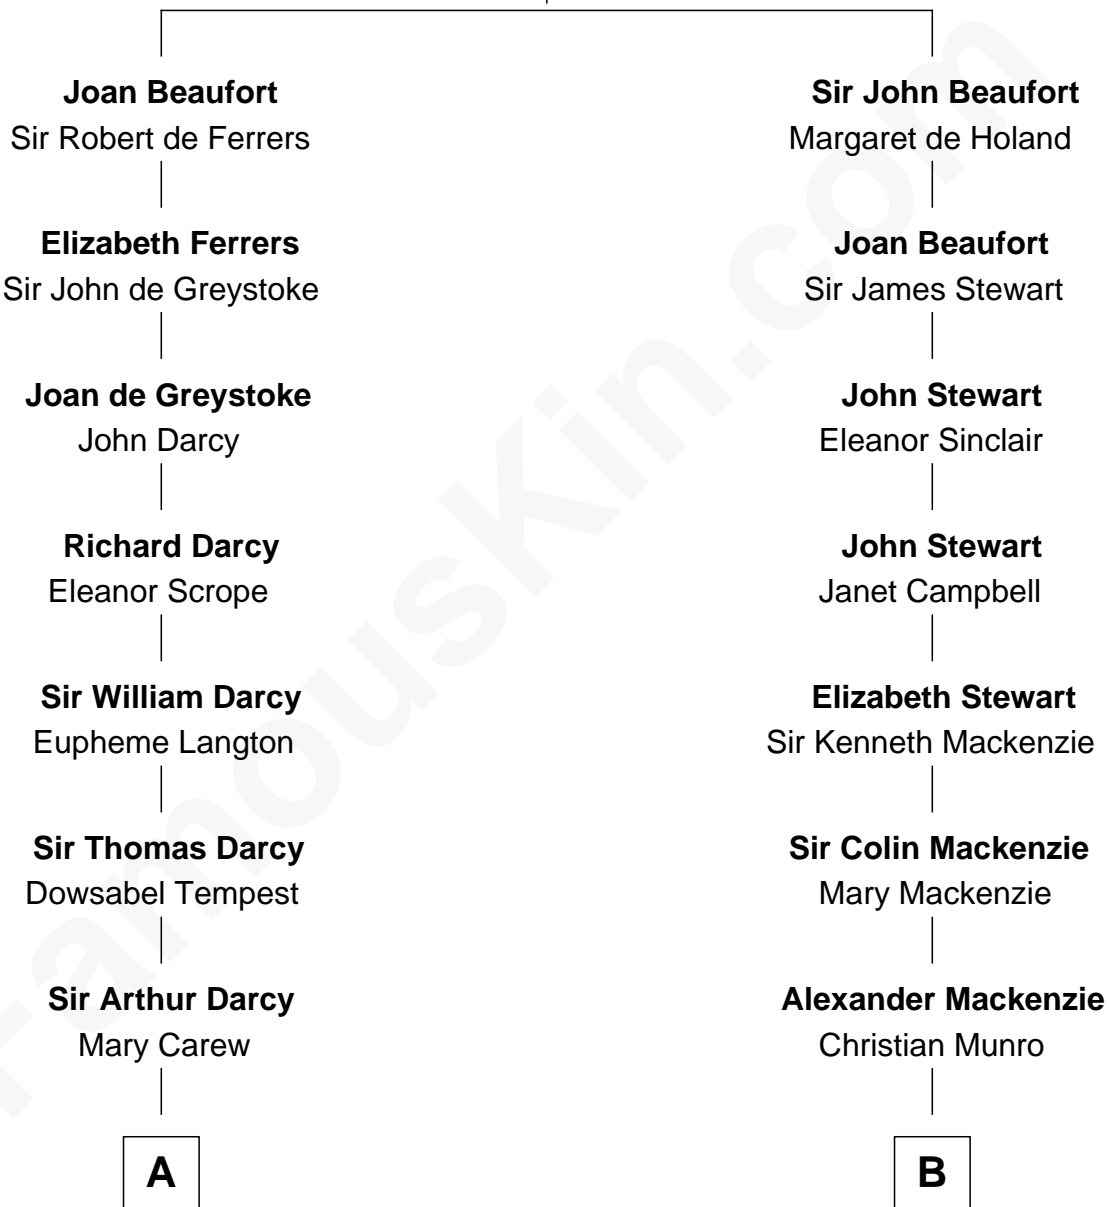 Joan Beaufort
Sir Robert de Ferrers
Elizabeth Ferrers
Sir John de Greystoke
Joan de Greystoke
John Darcy
Richard Darcy
Eleanor Scrope
Sir William Darcy
Eupheme Langton
Sir Thomas Darcy
Dowsabel Tempest
Sir Arthur Darcy
Mary Carew
A
Sir John Beaufort
Margaret de Holand
Joan Beaufort
Sir James Stewart
John Stewart
Eleanor Sinclair
John Stewart
Janet Campbell
Elizabeth Stewart
Sir Kenneth Mackenzie
Sir Colin Mackenzie
Mary Mackenzie
Alexander Mackenzie
Christian Munro
B
FamousKin.com